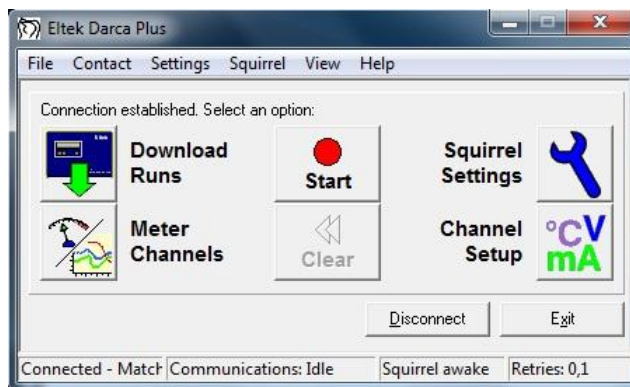 Eltek Darca Plus
File Contact Settings Squirrel View Help
Connection established. Select an option:
Download
Runs
Start
Squirrel
Settings
Meter
Channels
Clear
Channel
Setup
°CV
mA
Disconnect
Exit
Connected - Match Communications: Idle Squirrel awake Retries: 0,1